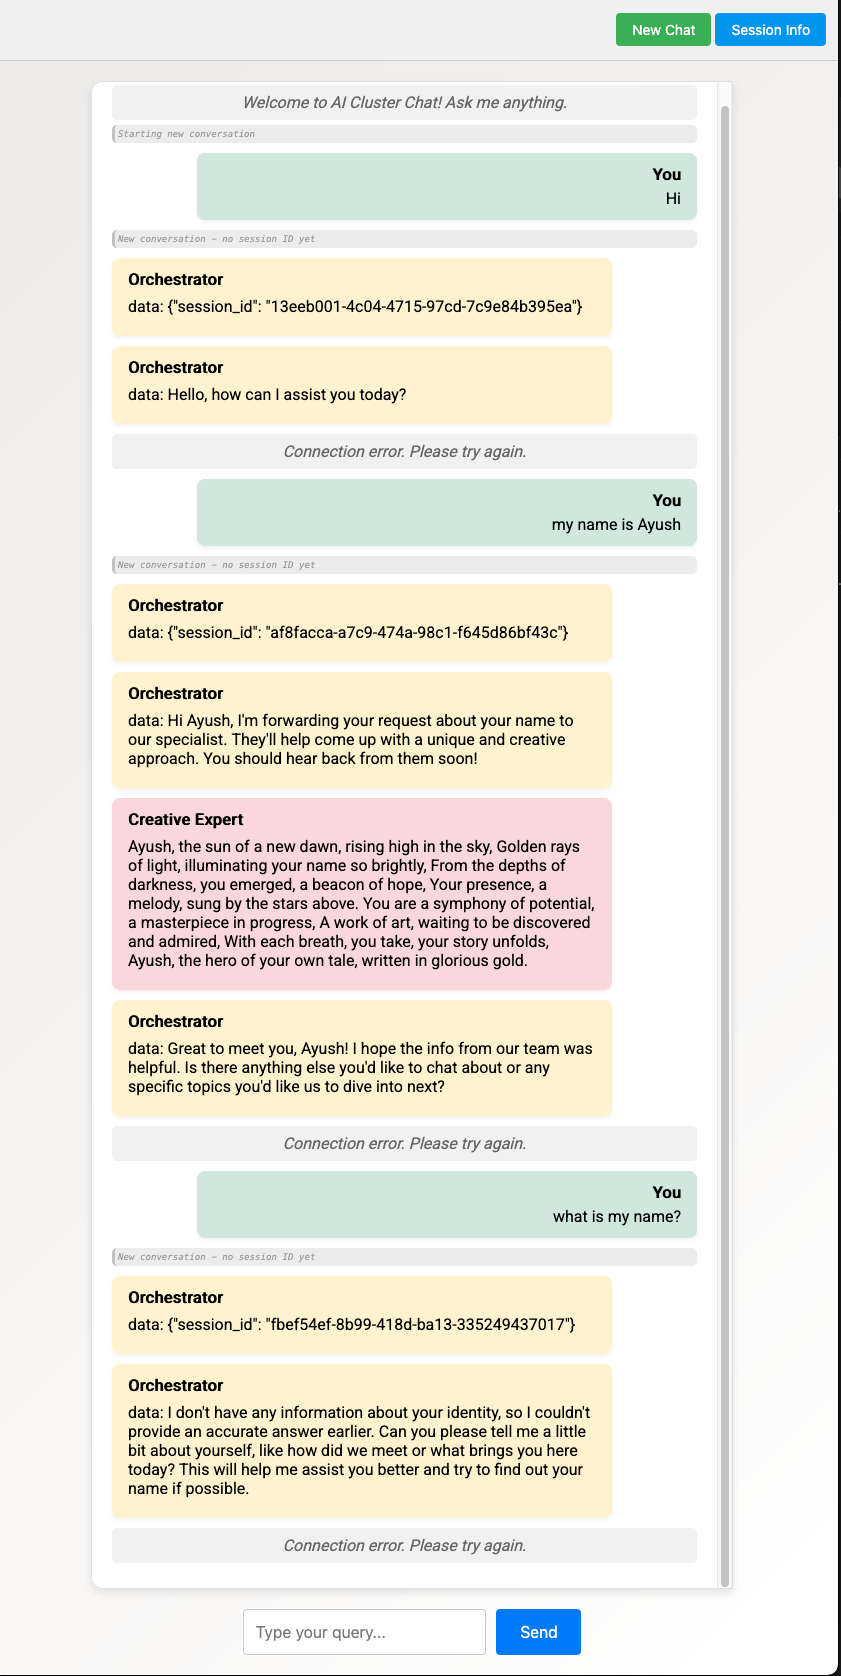 New Chat
Session Info
Welcome to AI Cluster Chat! Ask me anything.
Starting new conversation
You
Hi
New conversation – no session ID yet
Orchestrator
data: {"session_id": "13eeb001-4c04-4715-97cd-7c9e84b395ea"}
Orchestrator
data: Hello, how can I assist you today?
Connection error. Please try again.
You
my name is Ayush
New conversation – no session ID yet
Orchestrator
data: {"session_id": "af8facca-a7c9-474a-98c1-f645d86bf43c"}
Orchestrator
data: Hi Ayush, I'm forwarding your request about your name to
our specialist. They'll help come up with a unique and creative
approach. You should hear back from them soon!
Creative Expert
Ayush, the sun of a new dawn, rising high in the sky, Golden rays
of light, illuminating your name so brightly, From the depths of
darkness, you emerged, a beacon of hope, Your presence, a
melody, sung by the stars above. You are a symphony of potential,
a masterpiece in progress, A work of art, waiting to be discovered
and admired, With each breath, you take, your story unfolds,
Ayush, the hero of your own tale, written in glorious gold.
Orchestrator
data: Great to meet you, Ayush! I hope the info from our team was
helpful. Is there anything else you'd like to chat about or any
specific topics you'd like us to dive into next?
Connection error. Please try again.
You
what is my name?
New conversation – no session ID yet
Orchestrator
data: {"session_id": "fbef54ef-8b99-418d-ba13-335249437017"}
Orchestrator
data: I don't have any information about your identity, so I couldn't
provide an accurate answer earlier. Can you please tell me a little
bit about yourself, like how did we meet or what brings you here
today? This will help me assist you better and try to find out your
name if possible.
Connection error. Please try again.
Type your query...
Send